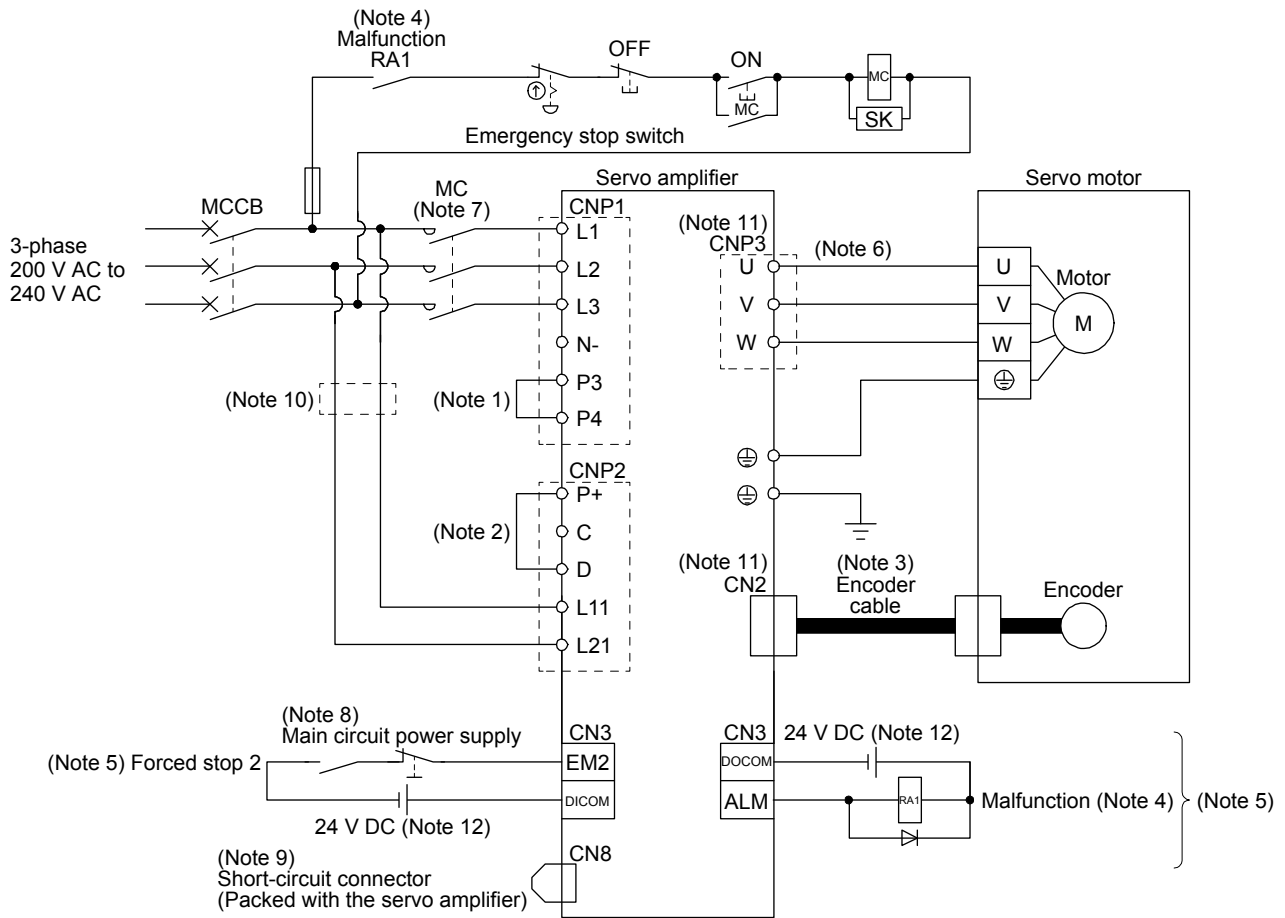 (Note 4)
Malfunction
RA1
OFF
ON
MC
MC
SK
Emergency stop switch
Servo amplifier
Servo motor
MCCB
MC
(Note 7)
CNP1
3-phase
200 V AC to
240 V AC
L1
L2
L3
N-
P3
P4
(Note 1)
(Note 10)
(Note 11)
CNP3
U
V
W
(Note 6)
U
V
W
Motor
M
CNP2
P+
C
D
L11
L21
(Note 2)
(Note 11)
CN2
(Note 3)
Encoder
cable
Encoder
(Note 8)
Main circuit power supply
(Note 5) Forced stop 2
24 V DC (Note 12)
CN3
EM2
DICOM
CN3
DOCOM
ALM
24 V DC (Note 12)
RA1
Malfunction (Note 4)
(Note 5)
(Note 9)
Short-circuit connector
(Packed with the servo amplifier)
CN8